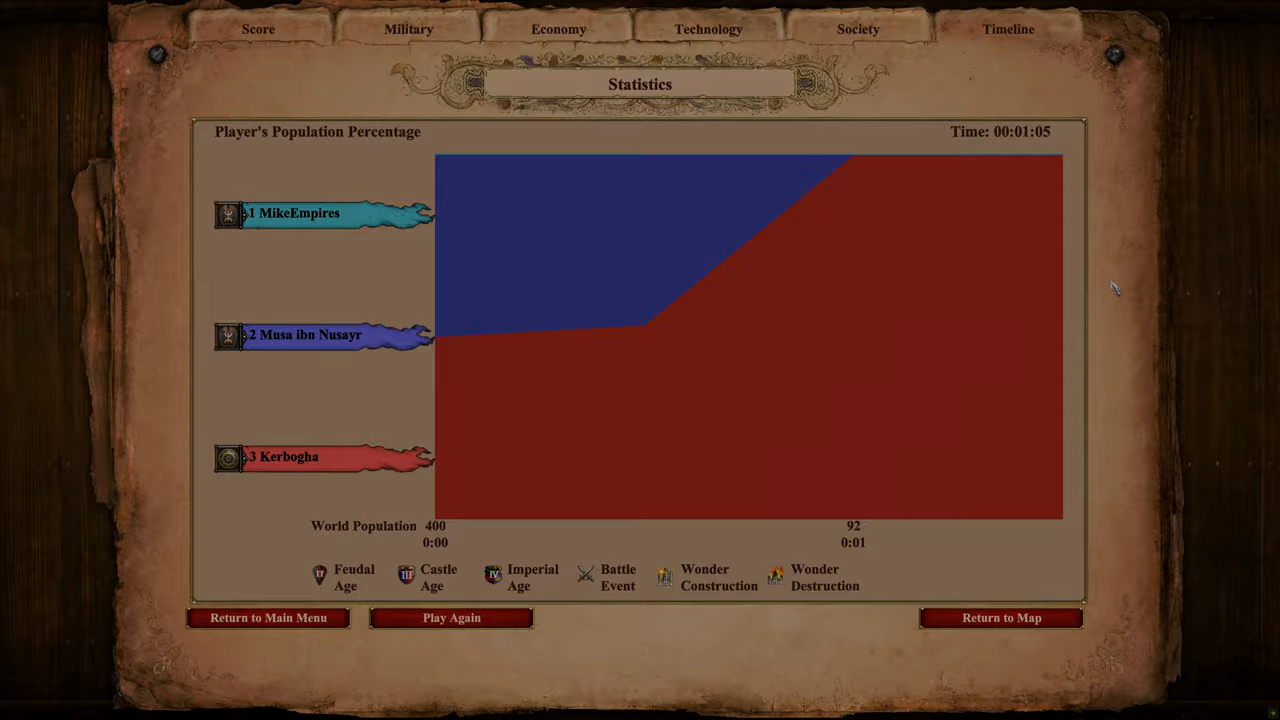 Score Military Economy Technology Society Timeline
Statistics
Player's Population Percentage Time: 00:01:05
1 MikeEmpires
2 Musa ibn Nusayr
3 Kerbogha
World Population 400 92
0:00 0:01
Feudal Castle Imperial Battle Wonder Wonder
Age Age Age Event Construction Destruction
Return to Main Menu Play Again Return to Map